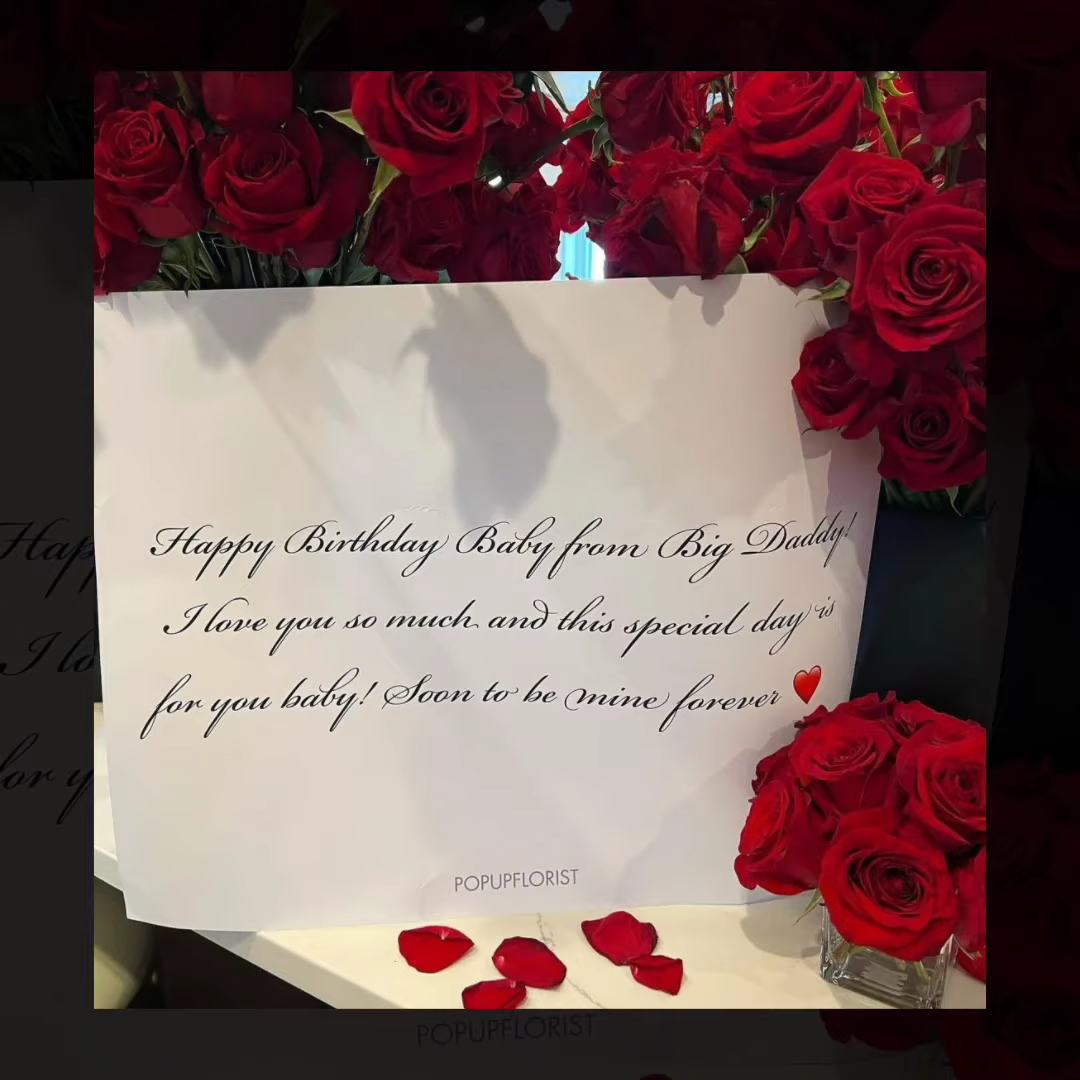 Happy Birthday Baby from Big Daddy!
I love you so much and this special day is
for you baby! Soon to be mine forever ❤️
POPUPFLORIST